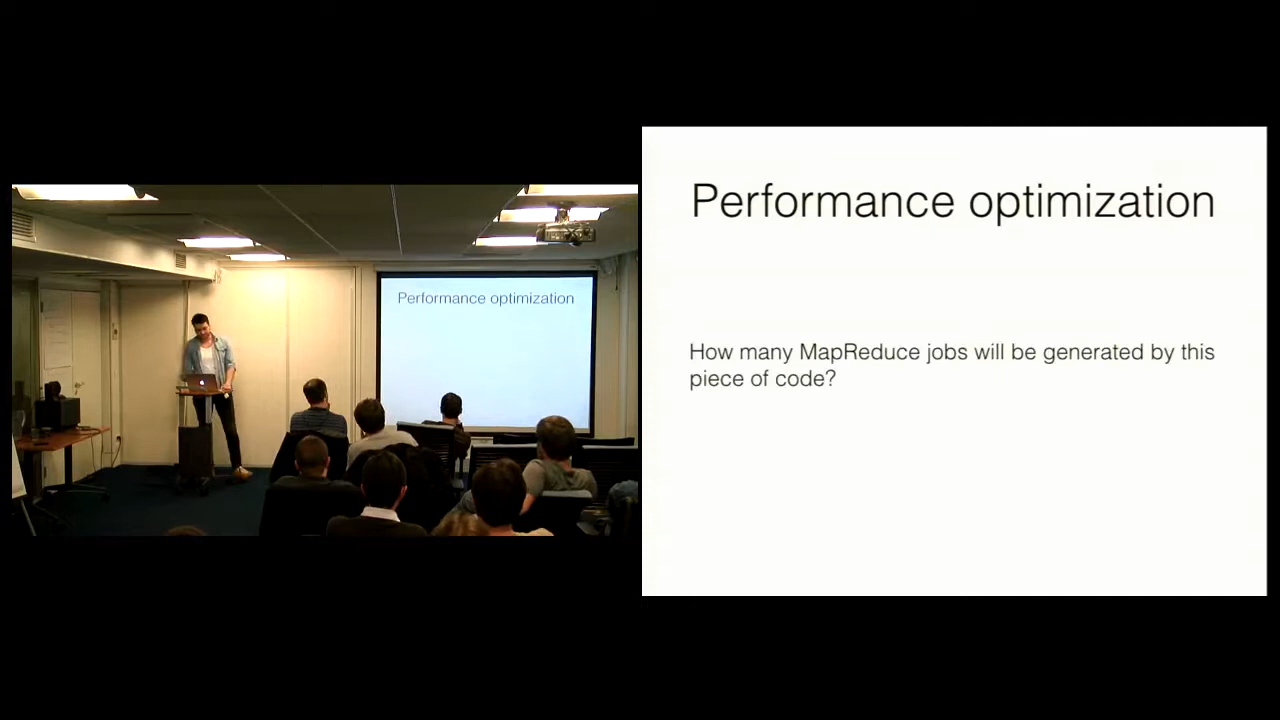 Performance optimization
Performance optimization
How many MapReduce jobs will be generated by this
piece of code?